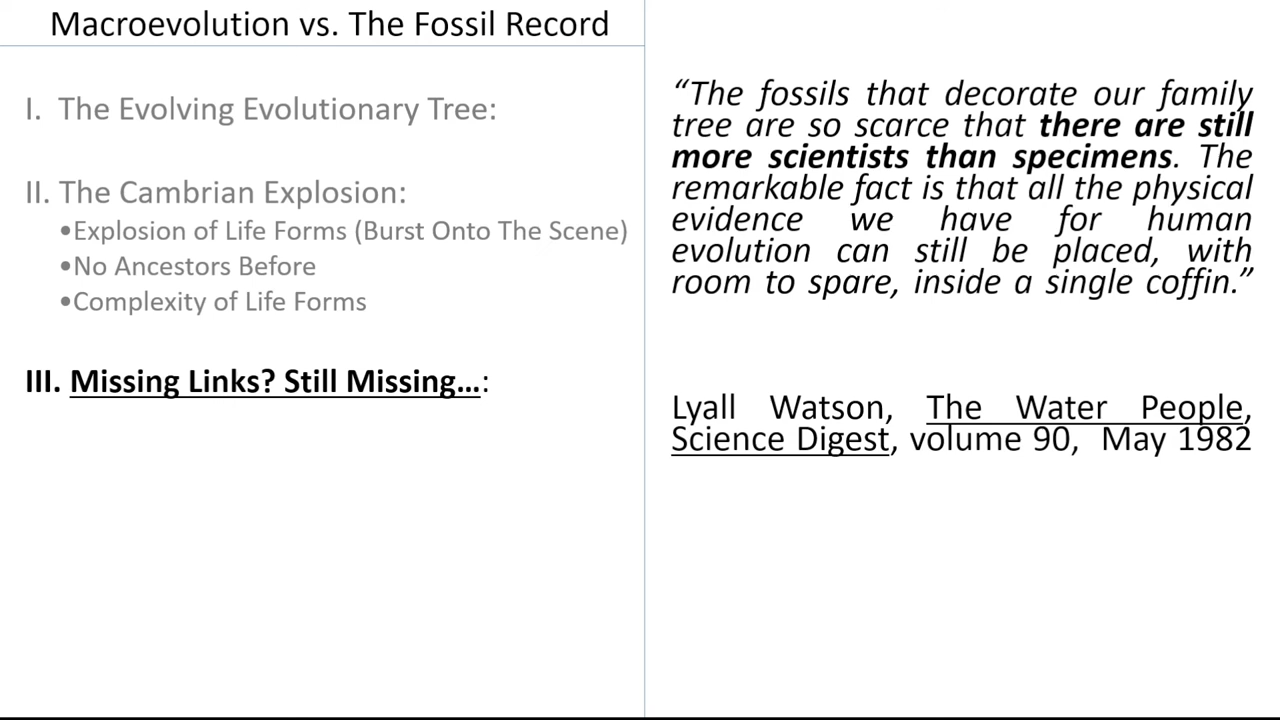 Macroevolution vs. The Fossil Record
I. The Evolving Evolutionary Tree:
II. The Cambrian Explosion:
•Explosion of Life Forms (Burst Onto The Scene)
•No Ancestors Before
•Complexity of Life Forms
III. Missing Links? Still Missing…:
“The fossils that decorate our family
tree are so scarce that there are still
more scientists than specimens. The
remarkable fact is that all the physical
evidence we have for human
evolution can still be placed, with
room to spare, inside a single coffin.”
Lyall Watson, The Water People,
Science Digest, volume 90, May 1982